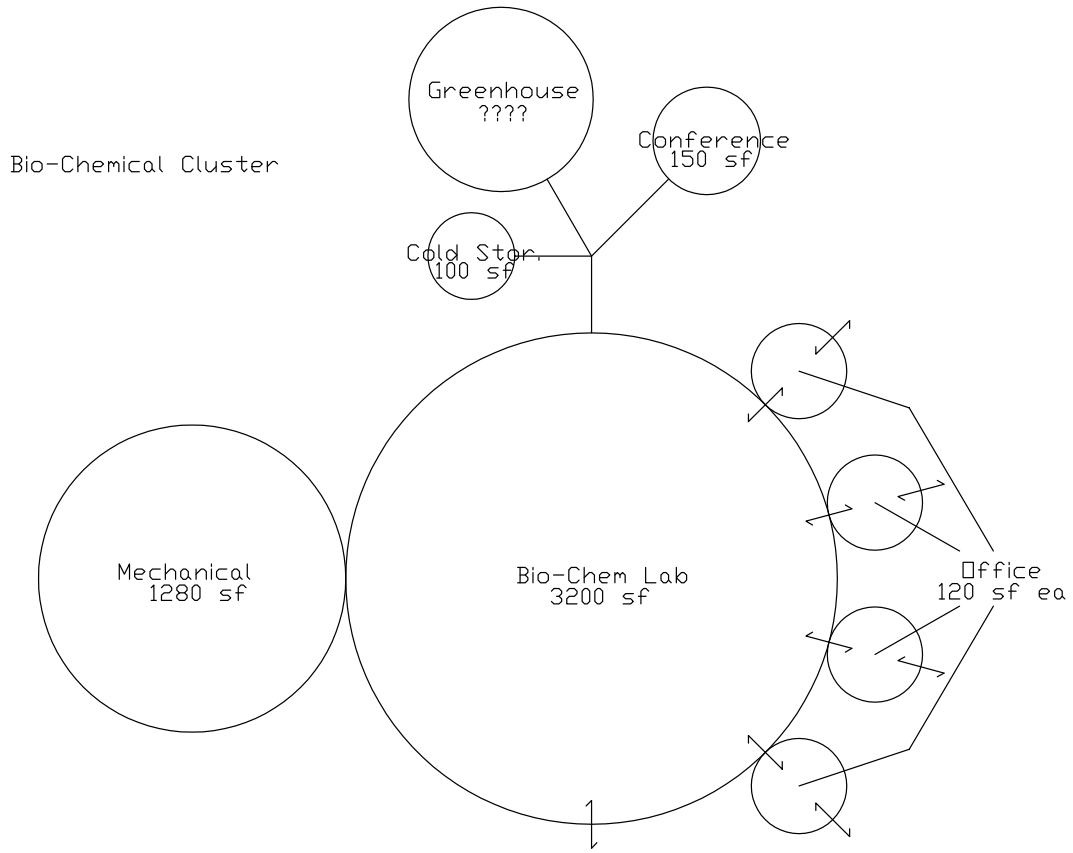 Greenhouse
????
Conference
150 sf
Bio-Chemical Cluster
Cold Stor.
100 sf
Mechanical
1280 sf
Bio-Chem Lab
3200 sf
Office
120 sf ea